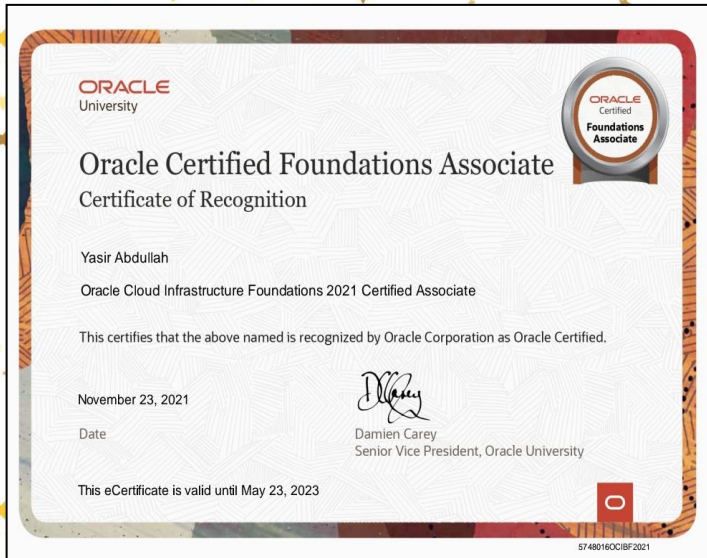 ORACLE
University
ORACLE
Certified
Foundations
Associate
Oracle Certified Foundations Associate
Certificate of Recognition
Yasir Abdullah
Oracle Cloud Infrastructure Foundations 2021 Certified Associate
This certifies that the above named is recognized by Oracle Corporation as Oracle Certified.
November 23, 2021
Date
Damien Carey
Senior Vice President, Oracle University
This eCertificate is valid until May 23, 2023
574801​6OCIBF2021